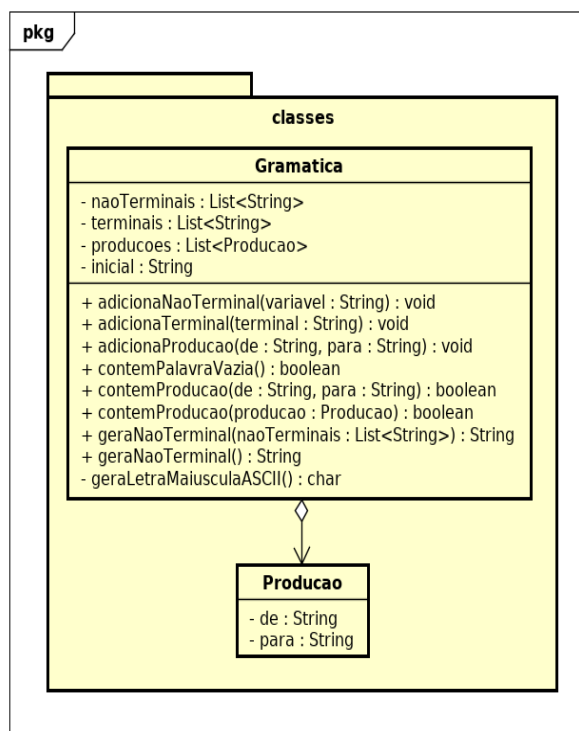 pkg
classes
Gramatica
- naoTerminais : List<String>
- terminais : List<String>
- producoes : List<Producao>
- inicial : String
+ adicionaNaoTerminal(variavel : String) : void
+ adicionaTerminal(terminal : String) : void
+ adicionaProducao(de : String, para : String) : void
+ contemPalavraVazia() : boolean
+ contemProducao(de : String, para : String) : boolean
+ contemProducao(producao : Producao) : boolean
+ geraNaoTerminal(naoTerminais : List<String>) : String
+ geraNaoTerminal() : String
- geraLetraMaiusculaASCII() : char
Producao
- de : String
- para : String